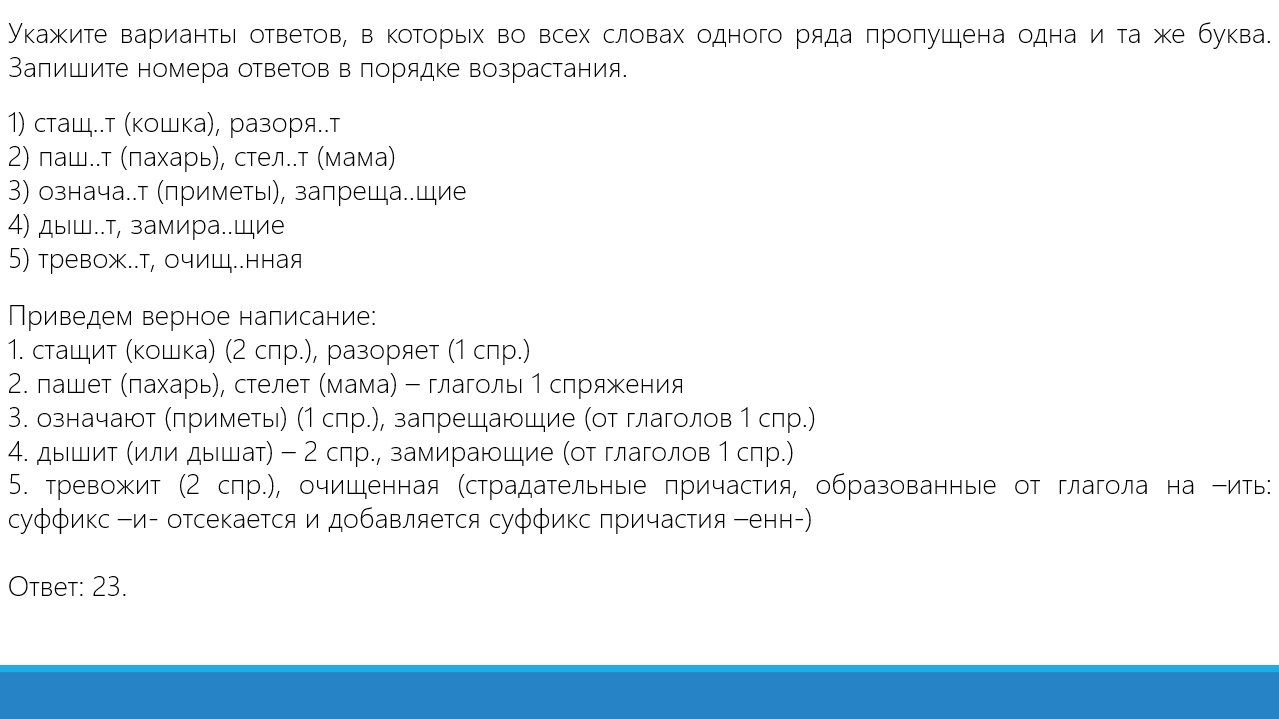 Укажите варианты ответов, в которых во всех словах одного ряда пропущена одна и та же буква.
Запишите номера ответов в порядке возрастания.
1) стащ..т (кошка), разоря..т
2) паш..т (пахарь), стел..т (мама)
3) означа..т (приметы), запреща..щие
4) дыш..т, замира..щие
5) тревож..т, очищ..нная
Приведем верное написание:
1. стащит (кошка) (2 спр.), разоряет (1 спр.)
2. пашет (пахарь), стелет (мама) – глаголы 1 спряжения
3. означают (приметы) (1 спр.), запрещающие (от глаголов 1 спр.)
4. дышит (или дышат) – 2 спр., замирающие (от глаголов 1 спр.)
5. тревожит (2 спр.), очищенная (страдательные причастия, образованные от глагола на –ить:
суффикс –и- отсекается и добавляется суффикс причастия –енн-)
Ответ: 23.